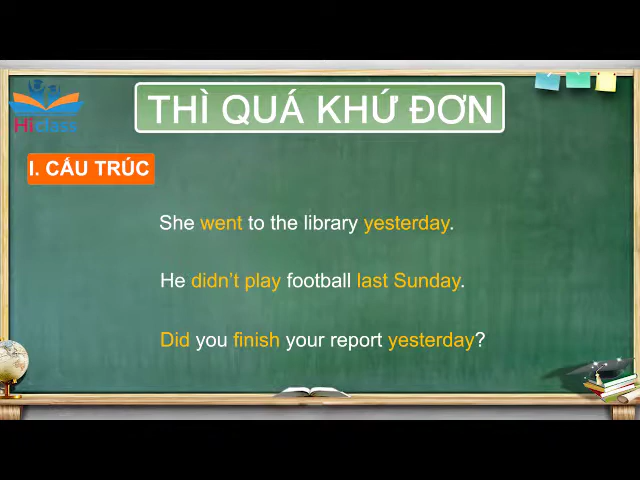 THÌ QUÁ KHỨ ĐƠN
Hiclass
I. CẤU TRÚC
She went to the library yesterday.
He didn’t play football last Sunday.
Did you finish your report yesterday?